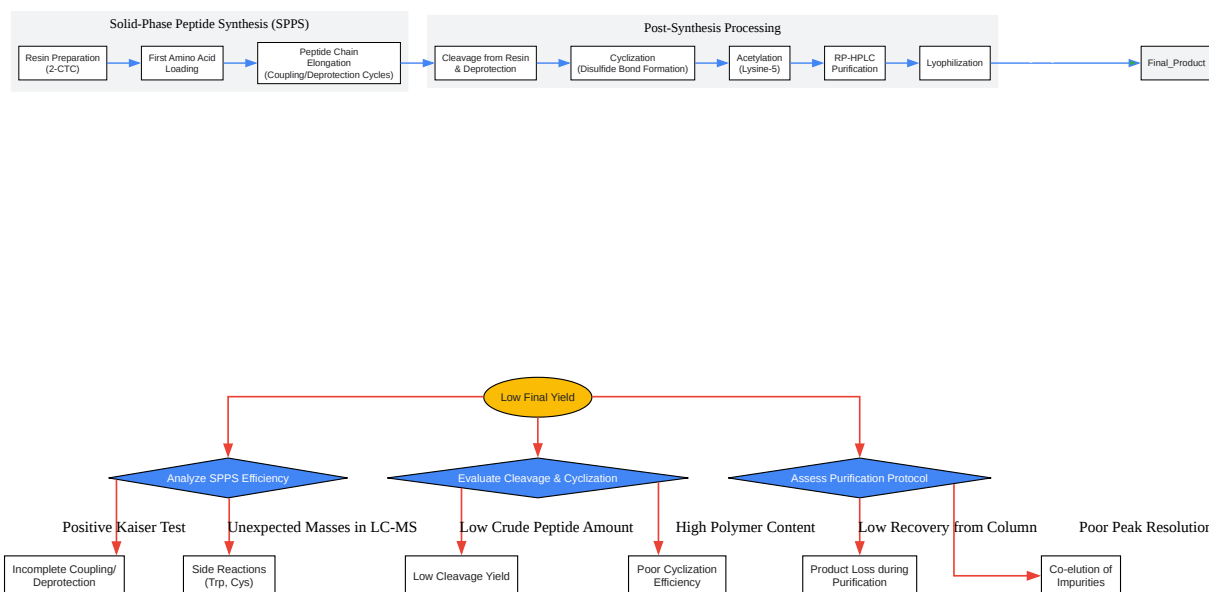 Solid-Phase Peptide Synthesis (SPPS)
Post-Synthesis Processing
Resin Preparation
(2-CTC)
First Amino Acid
Loading
Peptide Chain
Elongation
(Coupling/Deprotection Cycles)
Cleavage from Resin
& Deprotection
Cyclization
(Disulfide Bond Formation)
Acetylation
(Lysine-5)
RP-HPLC
Purification
Lyophilization
Final_Product
Low Final Yield
Analyze SPPS Efficiency
Evaluate Cleavage & Cyclization
Assess Purification Protocol
Positive Kaiser Test
Unexpected Masses in LC-MS
Low Crude Peptide Amount
High Polymer Content
Low Recovery from Column
Poor Peak Resolution
Incomplete Coupling/
Deprotection
Side Reactions
(Trp, Cys)
Low Cleavage Yield
Poor Cyclization
Efficiency
Product Loss during
Purification
Co-elution of
Impurities